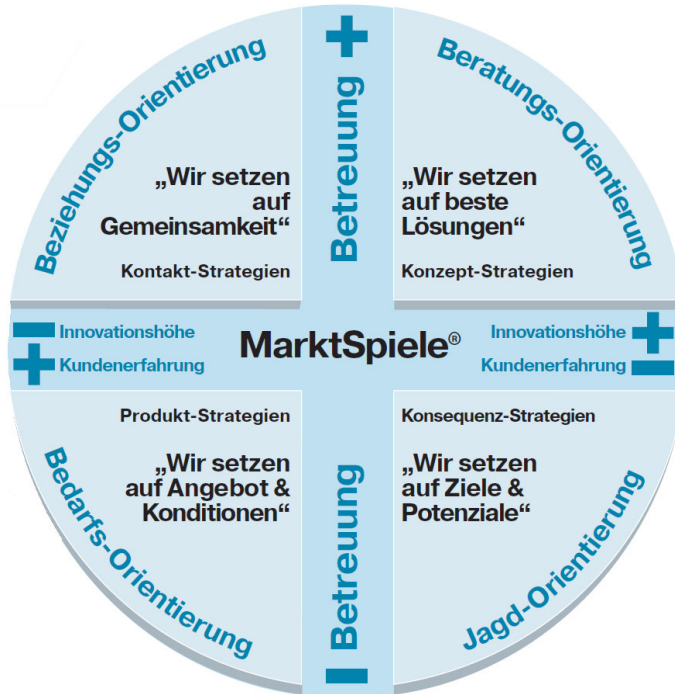 Beziehungs-Orientierung
+
Betreuung
Beratungs-Orientierung
„Wir setzen
auf
Gemeinsamkeit“
Kontakt-Strategien
„Wir setzen
auf beste
Lösungen“
Konzept-Strategien
− Innovationshöhe
+ Kundenerfahrung
MarktSpiele®
Innovationshöhe +
Kundenerfahrung −
Produkt-Strategien
„Wir setzen
auf Angebot &
Konditionen“
Bedarfs-Orientierung
Konsequenz-Strategien
„Wir setzen
auf Ziele &
Potenziale“
Jagd-Orientierung
Betreuung
−